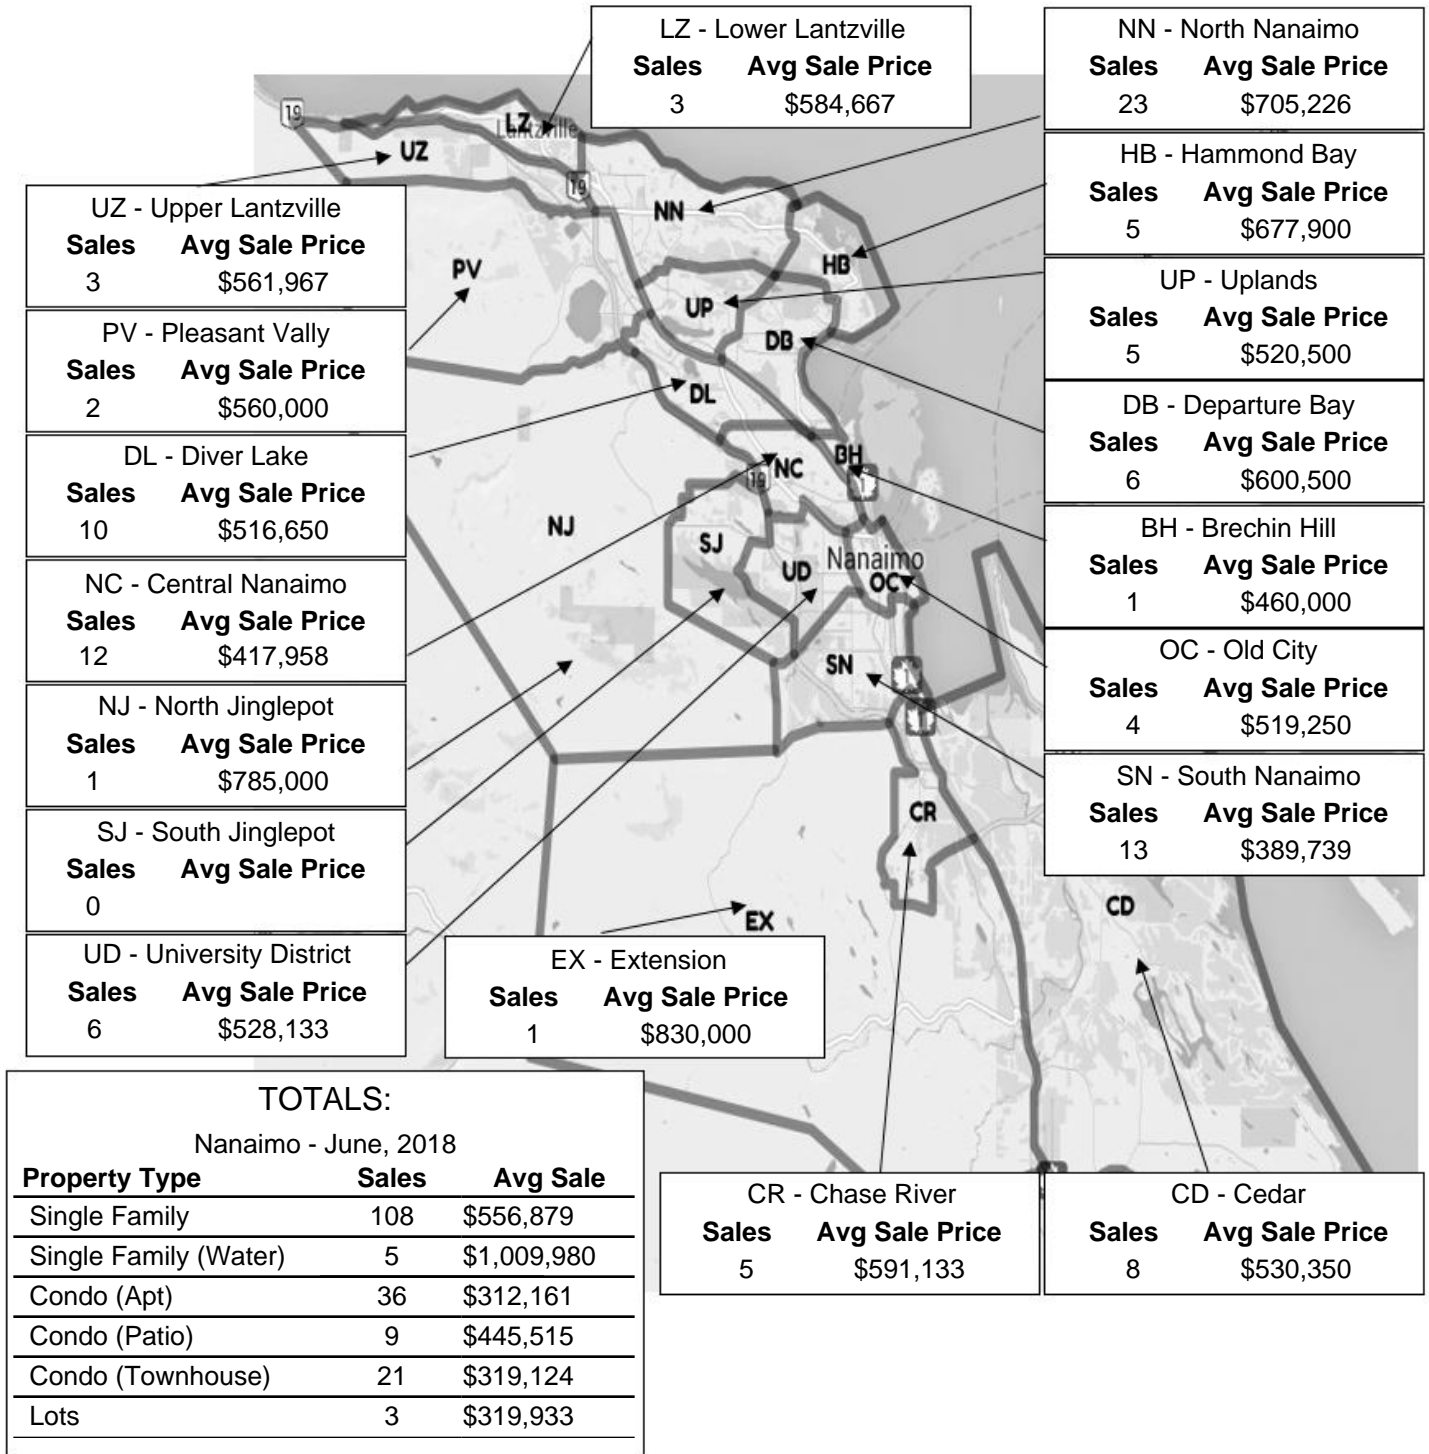 LZ - Lower Lantzville
Sales Avg Sale Price
3 $584,667
NN - North Nanaimo
Sales Avg Sale Price
23 $705,226
HB - Hammond Bay
Sales Avg Sale Price
5 $677,900
UP - Uplands
Sales Avg Sale Price
5 $520,500
DB - Departure Bay
Sales Avg Sale Price
6 $600,500
BH - Brechin Hill
Sales Avg Sale Price
1 $460,000
OC - Old City
Sales Avg Sale Price
4 $519,250
SN - South Nanaimo
Sales Avg Sale Price
13 $389,739
UZ - Upper Lantzville
Sales Avg Sale Price
3 $561,967
PV - Pleasant Vally
Sales Avg Sale Price
2 $560,000
DL - Diver Lake
Sales Avg Sale Price
10 $516,650
NC - Central Nanaimo
Sales Avg Sale Price
12 $417,958
NJ - North Jinglepot
Sales Avg Sale Price
1 $785,000
SJ - South Jinglepot
Sales Avg Sale Price
0
UD - University District
Sales Avg Sale Price
6 $528,133
EX - Extension
Sales Avg Sale Price
1 $830,000
CR - Chase River
Sales Avg Sale Price
5 $591,133
CD - Cedar
Sales Avg Sale Price
8 $530,350
19
LZ
Lantzville
UZ
19
NN
PV
HB
UP
DB
DL
BH
NC
19
1
NJ
SJ
UD
Nanaimo
OC
SN
CR
EX
CD
TOTALS:
Nanaimo - June, 2018
Property Type Sales Avg Sale
Single Family 108 $556,879
Single Family (Water) 5 $1,009,980
Condo (Apt) 36 $312,161
Condo (Patio) 9 $445,515
Condo (Townhouse) 21 $319,124
Lots 3 $319,933